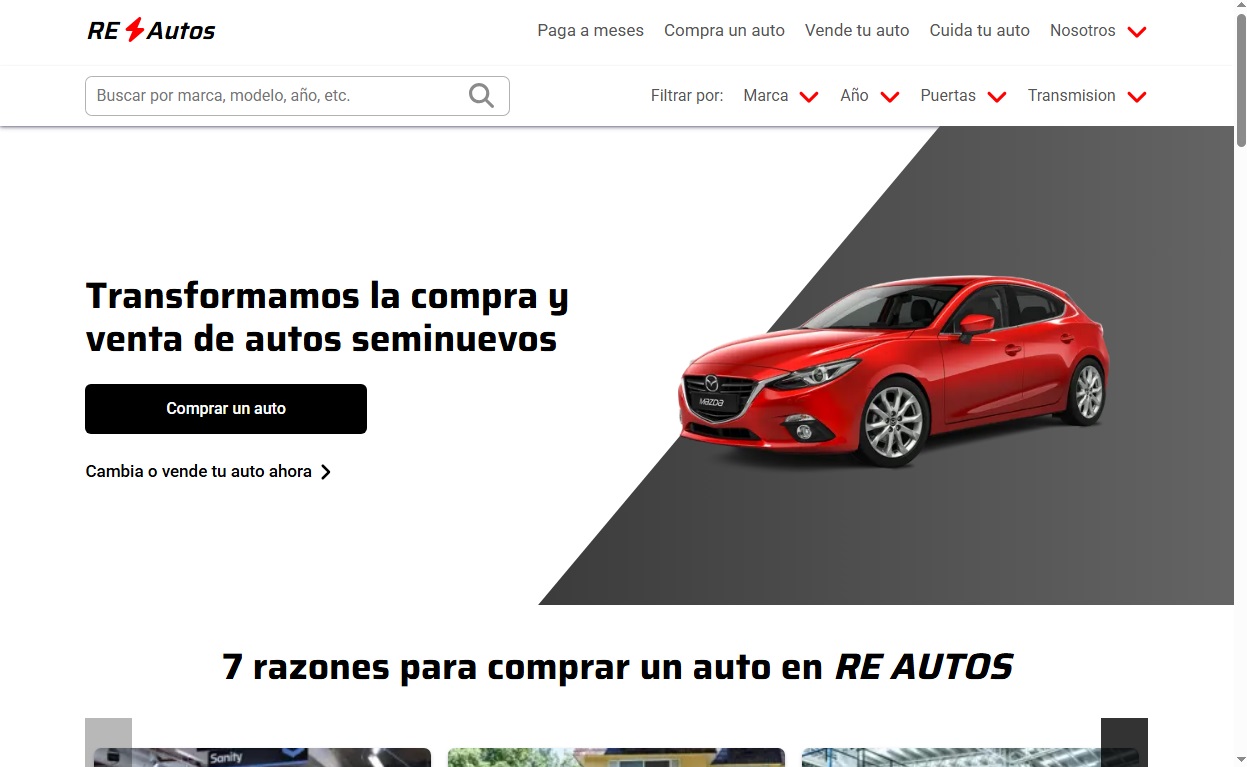 RE Autos
Paga a meses
Compra un auto
Vende tu auto
Cuida tu auto
Nosotros
Buscar por marca, modelo, año, etc.
Filtrar por:
Marca
Año
Puertas
Transmision
Transformamos la compra y
venta de autos seminuevos
Comprar un auto
Cambia o vende tu auto ahora
mazda
7 razones para comprar un auto en RE AUTOS
Sanity